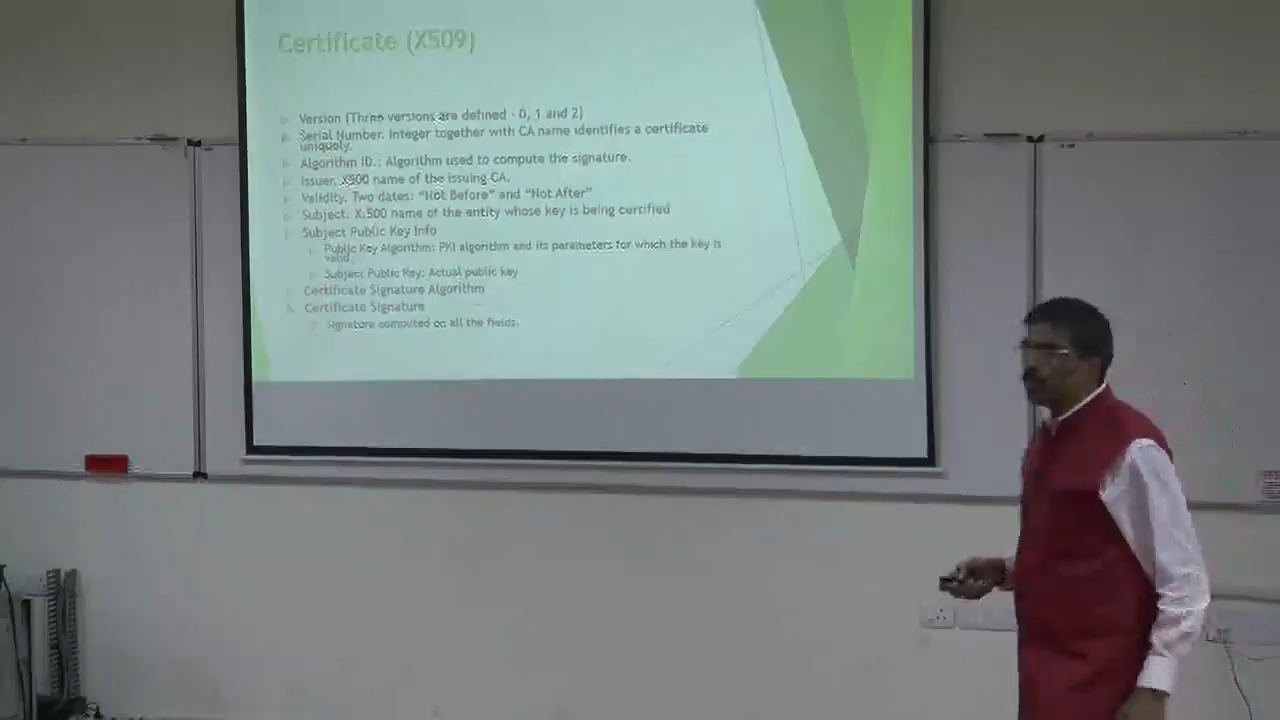 Certificate (X509)
Version (Three versions are defined - 0, 1 and 2)
Serial Number. Integer together with CA name identifies a certificate
uniquely.
Algorithm ID.: Algorithm used to compute the signature.
Issuer. X500 name of the issuing CA.
Validity. Two dates: "Not Before" and "Not After"
Subject. X.500 name of the entity whose key is being certified
Subject Public Key Info
Public Key Algorithm: PKI algorithm and its parameters for which the key is
valid.
Subject Public Key: Actual public key
Certificate Signature Algorithm
Certificate Signature
Signature computed on all the fields.